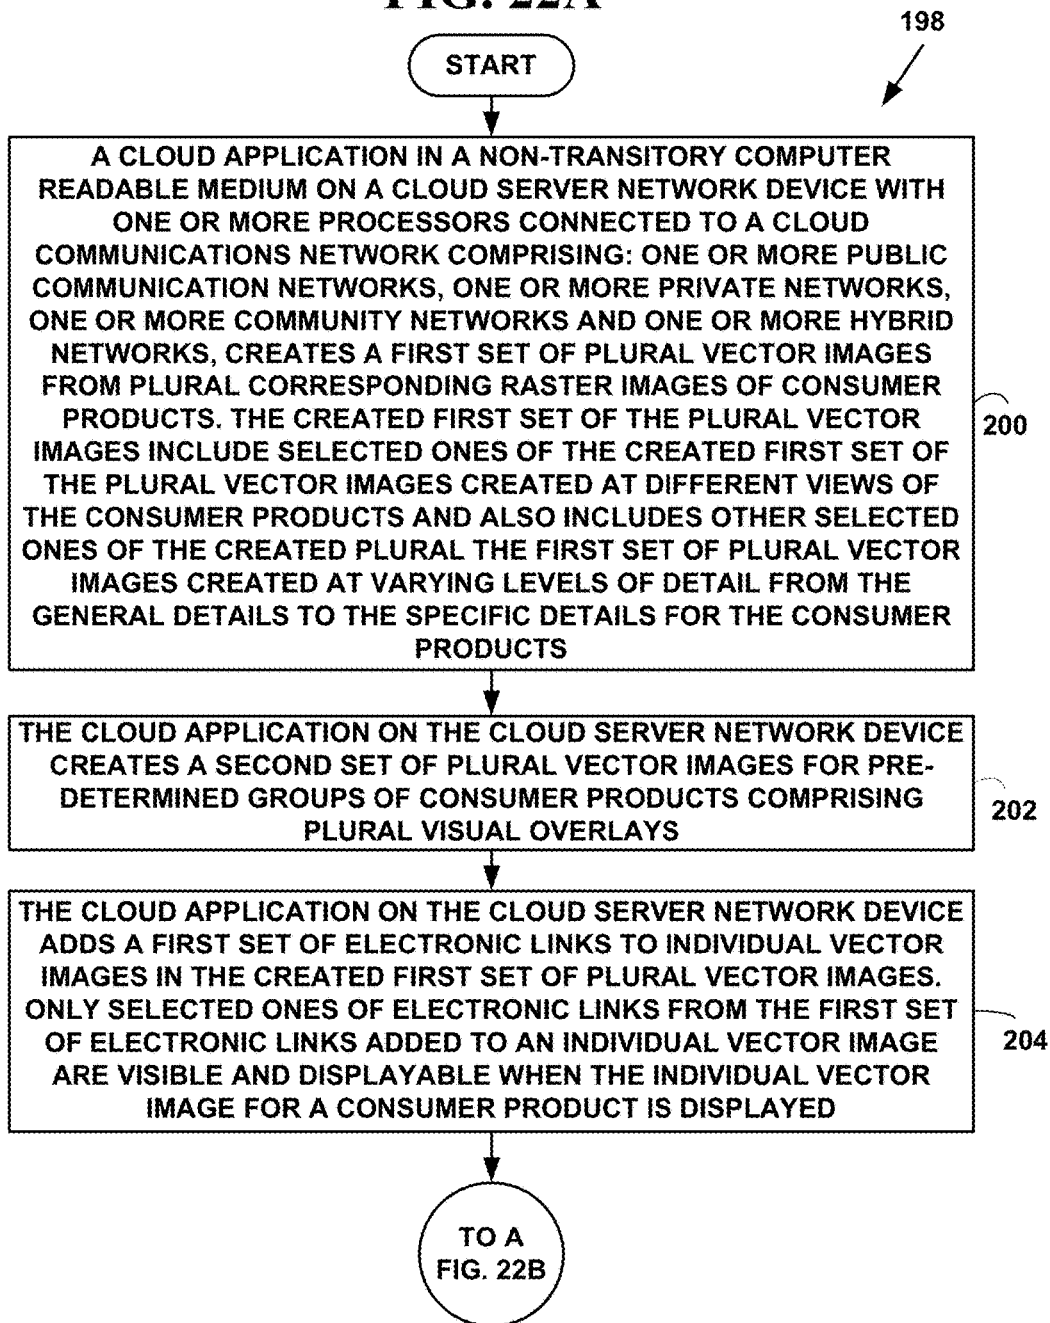 FIG. 22A
198
START
A CLOUD APPLICATION IN A NON-TRANSITORY COMPUTER
READABLE MEDIUM ON A CLOUD SERVER NETWORK DEVICE WITH
ONE OR MORE PROCESSORS CONNECTED TO A CLOUD
COMMUNICATIONS NETWORK COMPRISING: ONE OR MORE PUBLIC
COMMUNICATION NETWORKS, ONE OR MORE PRIVATE NETWORKS,
ONE OR MORE COMMUNITY NETWORKS AND ONE OR MORE HYBRID
NETWORKS, CREATES A FIRST SET OF PLURAL VECTOR IMAGES
FROM PLURAL CORRESPONDING RASTER IMAGES OF CONSUMER
PRODUCTS. THE CREATED FIRST SET OF THE PLURAL VECTOR
IMAGES INCLUDE SELECTED ONES OF THE CREATED FIRST SET OF
THE PLURAL VECTOR IMAGES CREATED AT DIFFERENT VIEWS OF
THE CONSUMER PRODUCTS AND ALSO INCLUDES OTHER SELECTED
ONES OF THE CREATED PLURAL THE FIRST SET OF PLURAL VECTOR
IMAGES CREATED AT VARYING LEVELS OF DETAIL FROM THE
GENERAL DETAILS TO THE SPECIFIC DETAILS FOR THE CONSUMER
PRODUCTS
200
THE CLOUD APPLICATION ON THE CLOUD SERVER NETWORK DEVICE
CREATES A SECOND SET OF PLURAL VECTOR IMAGES FOR PRE-
DETERMINED GROUPS OF CONSUMER PRODUCTS COMPRISING
PLURAL VISUAL OVERLAYS
202
THE CLOUD APPLICATION ON THE CLOUD SERVER NETWORK DEVICE
ADDS A FIRST SET OF ELECTRONIC LINKS TO INDIVIDUAL VECTOR
IMAGES IN THE CREATED FIRST SET OF PLURAL VECTOR IMAGES.
ONLY SELECTED ONES OF ELECTRONIC LINKS FROM THE FIRST SET
OF ELECTRONIC LINKS ADDED TO AN INDIVIDUAL VECTOR IMAGE
ARE VISIBLE AND DISPLAYABLE WHEN THE INDIVIDUAL VECTOR
IMAGE FOR A CONSUMER PRODUCT IS DISPLAYED
204
TO A
FIG. 22B